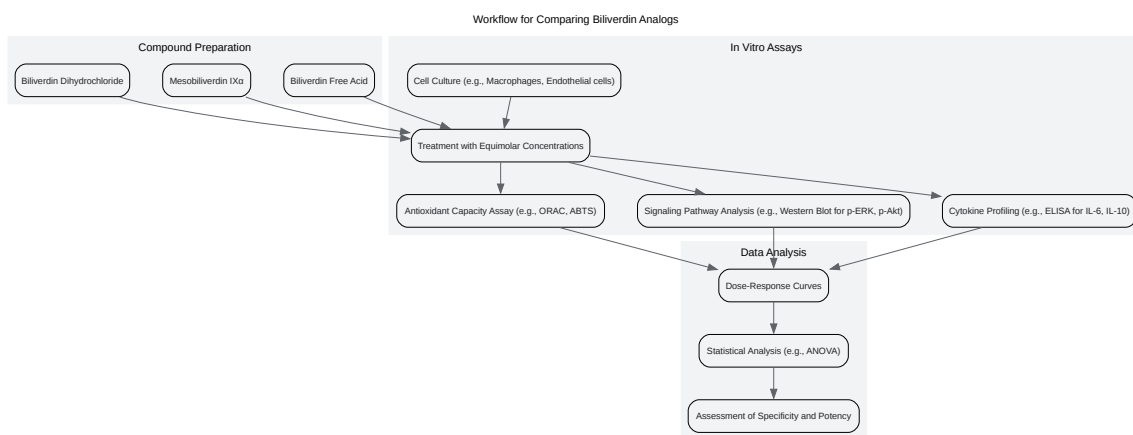 Workflow for Comparing Biliverdin Analogs
Compound Preparation
In Vitro Assays
Biliverdin Dihydrochloride
Mesobiliverdin IXα
Biliverdin Free Acid
Cell Culture (e.g., Macrophages, Endothelial cells)
Treatment with Equimolar Concentrations
Antioxidant Capacity Assay (e.g., ORAC, ABTS)
Signaling Pathway Analysis (e.g., Western Blot for p-ERK, p-Akt)
Cytokine Profiling (e.g., ELISA for IL-6, IL-10)
Data Analysis
Dose-Response Curves
Statistical Analysis (e.g., ANOVA)
Assessment of Specificity and Potency